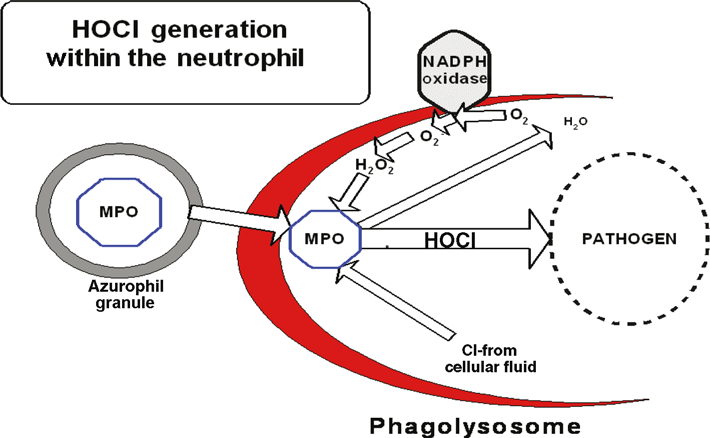 HOCl generation
within the neutrophil
NADPH
oxidase
O2
O2
H2O
H2O2
MPO
MPO
HOCl
PATHOGEN
Azurophil
granule
Cl-from
cellular fluid
Phagolysosome